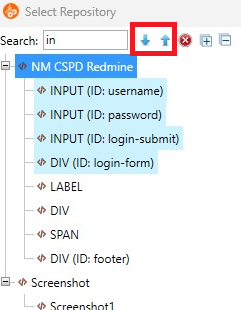 Select Repository
Search: in
NM CSPD Redmine
INPUT (ID: username)
INPUT (ID: password)
INPUT (ID: login-submit)
DIV (ID: login-form)
LABEL
DIV
SPAN
DIV (ID: footer)
Screenshot
Screenshot1